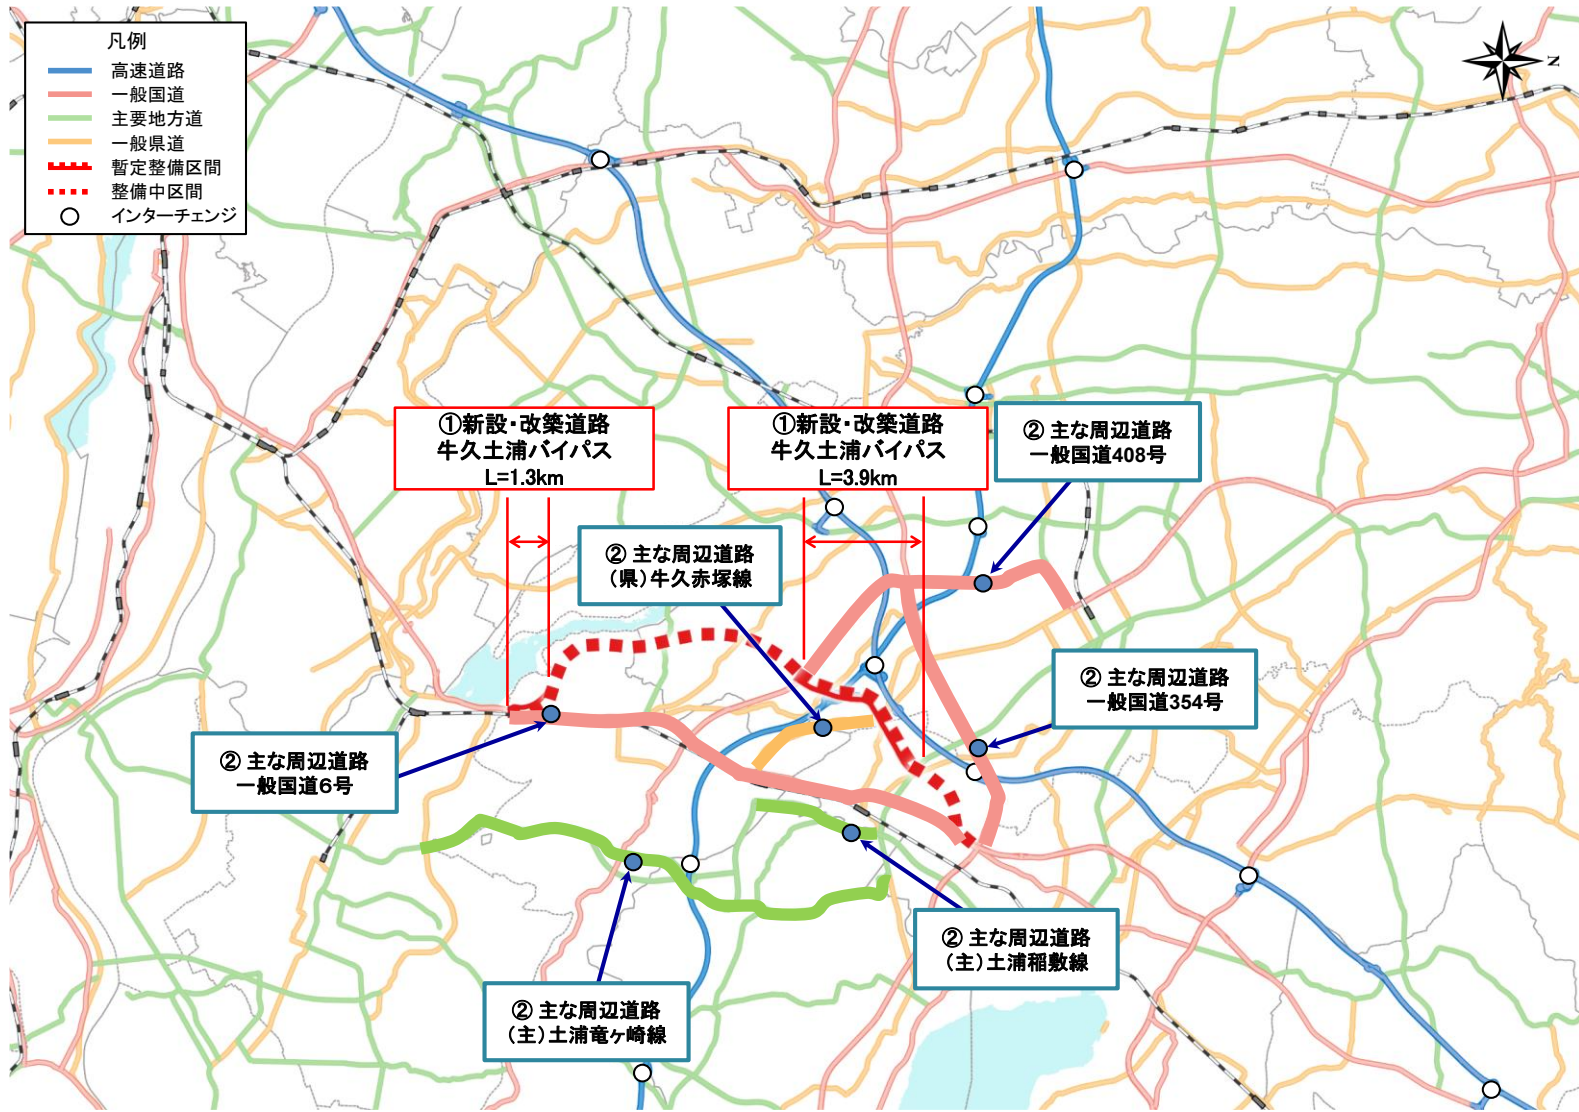 凡例
高速道路
一般国道
主要地方道
一般県道
暫定整備区間
整備中区間
インターチェンジ
N
①新設・改築道路
牛久土浦バイパス
L=1.3km
①新設・改築道路
牛久土浦バイパス
L=3.9km
② 主な周辺道路
一般国道408号
② 主な周辺道路
（県）牛久赤塚線
② 主な周辺道路
一般国道354号
② 主な周辺道路
一般国道6号
② 主な周辺道路
（主）土浦稲敷線
② 主な周辺道路
（主）土浦竜ヶ崎線